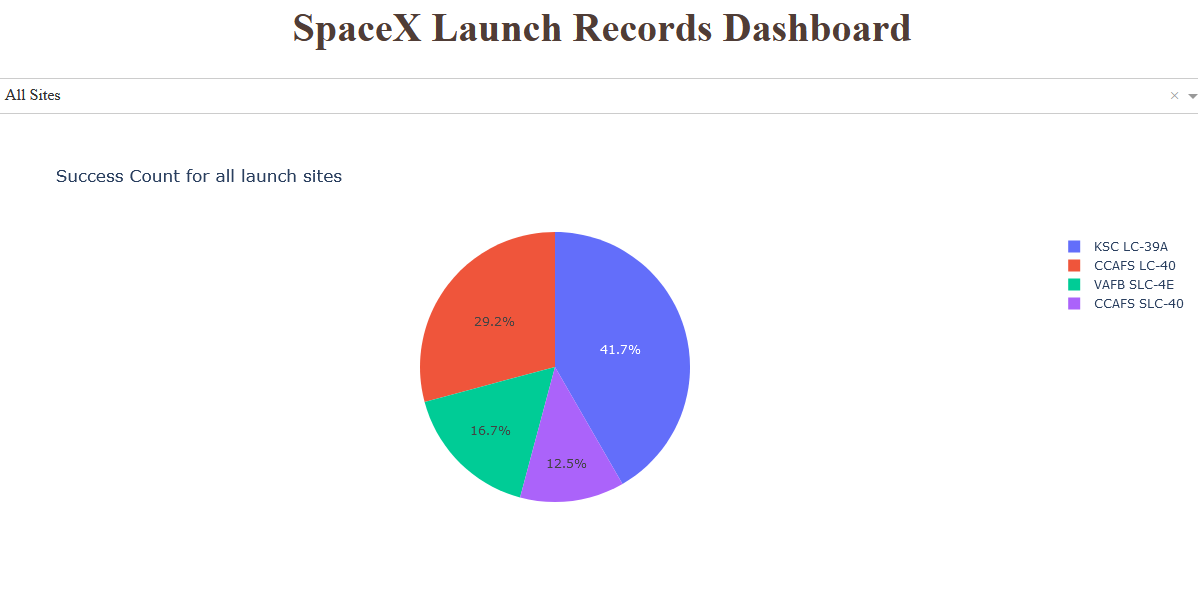 SpaceX Launch Records Dashboard
All Sites
×
Success Count for all launch sites
KSC LC-39A
CCAFS LC-40
VAFB SLC-4E
CCAFS SLC-40
29.2%
41.7%
16.7%
12.5%